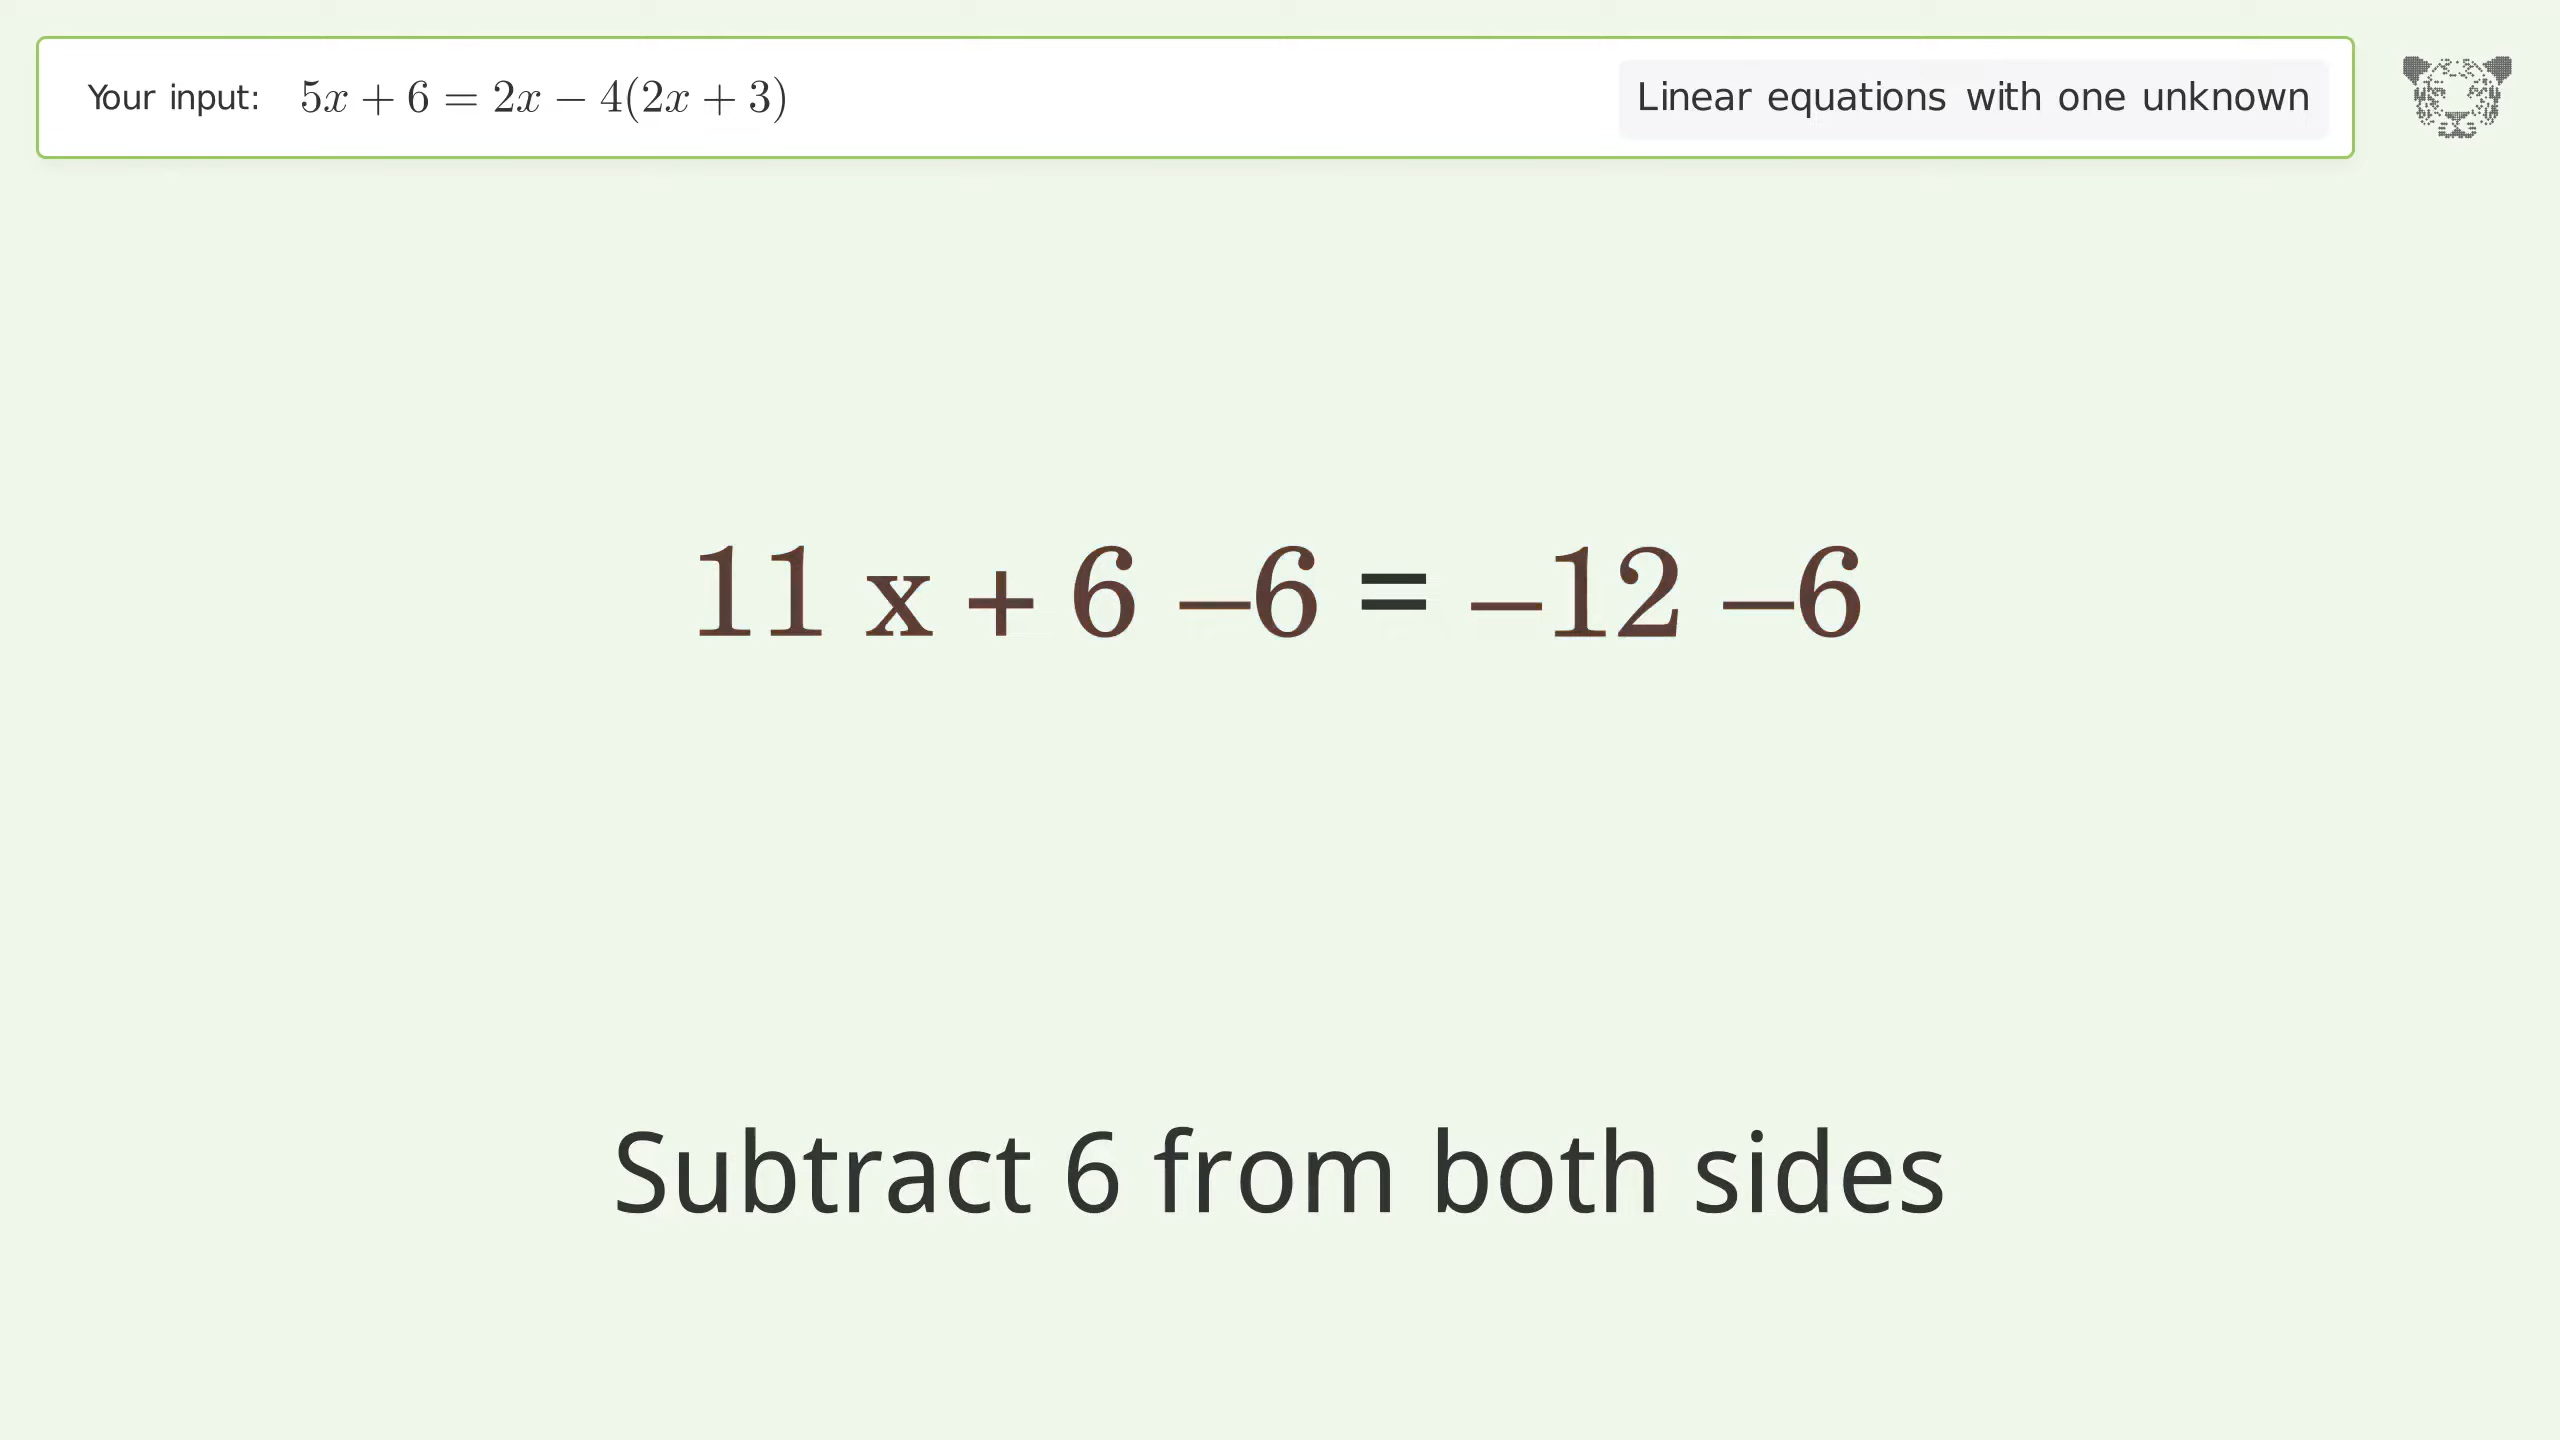 Your input: 5x + 6 = 2x − 4(2x + 3) Linear equations with one unknown
11 x + 6 −6 = −12 −6
Subtract 6 from both sides